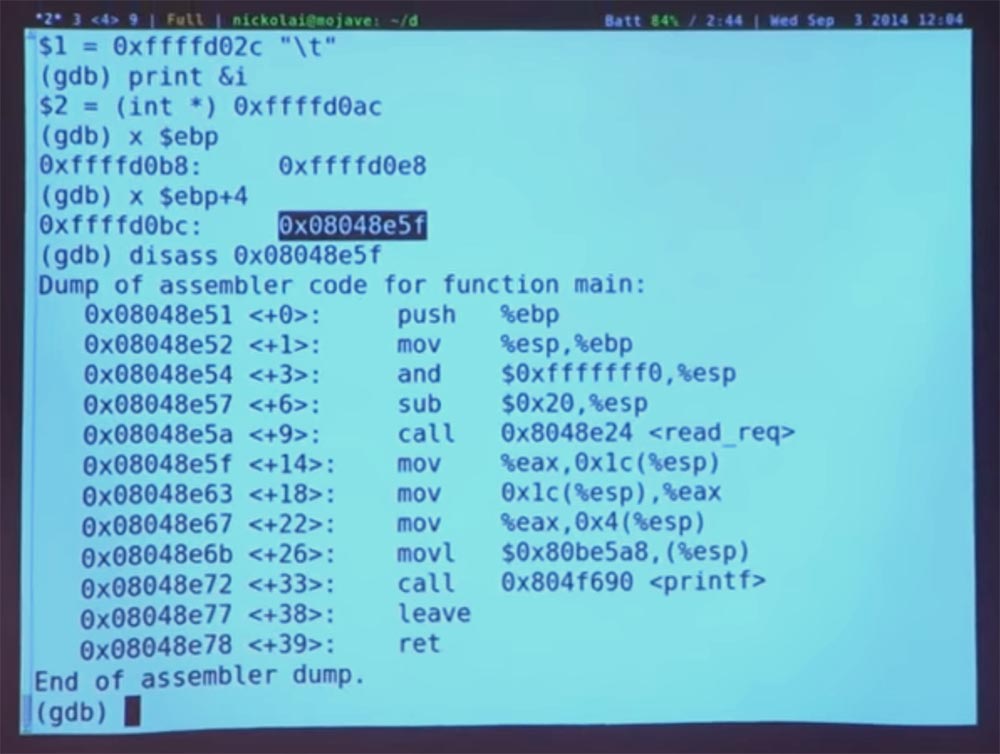 *2* 3 <4> 9 | Full | nickolai@mojave: ~/d Batt 84% / 2:44 | Wed Sep 3 2014 12:04
$1 = 0xffffd02c "\t"
(gdb) print &i
$2 = (int *) 0xffffd0ac
(gdb) x $ebp
0xffffd0b8: 0xffffd0e8
(gdb) x $ebp+4
0xffffd0bc: 0x08048e5f
(gdb) disass 0x08048e5f
Dump of assembler code for function main:
0x08048e51 <+0>: push %ebp
0x08048e52 <+1>: mov %esp,%ebp
0x08048e54 <+3>: and $0xfffffff0,%esp
0x08048e57 <+6>: sub $0x20,%esp
0x08048e5a <+9>: call 0x8048e24 <read_req>
0x08048e5f <+14>: mov %eax,0x1c(%esp)
0x08048e63 <+18>: mov 0x1c(%esp),%eax
0x08048e67 <+22>: mov %eax,0x4(%esp)
0x08048e6b <+26>: movl $0x80be5a8,(%esp)
0x08048e72 <+33>: call 0x804f690 <printf>
0x08048e77 <+38>: leave
0x08048e78 <+39>: ret
End of assembler dump.
(gdb)